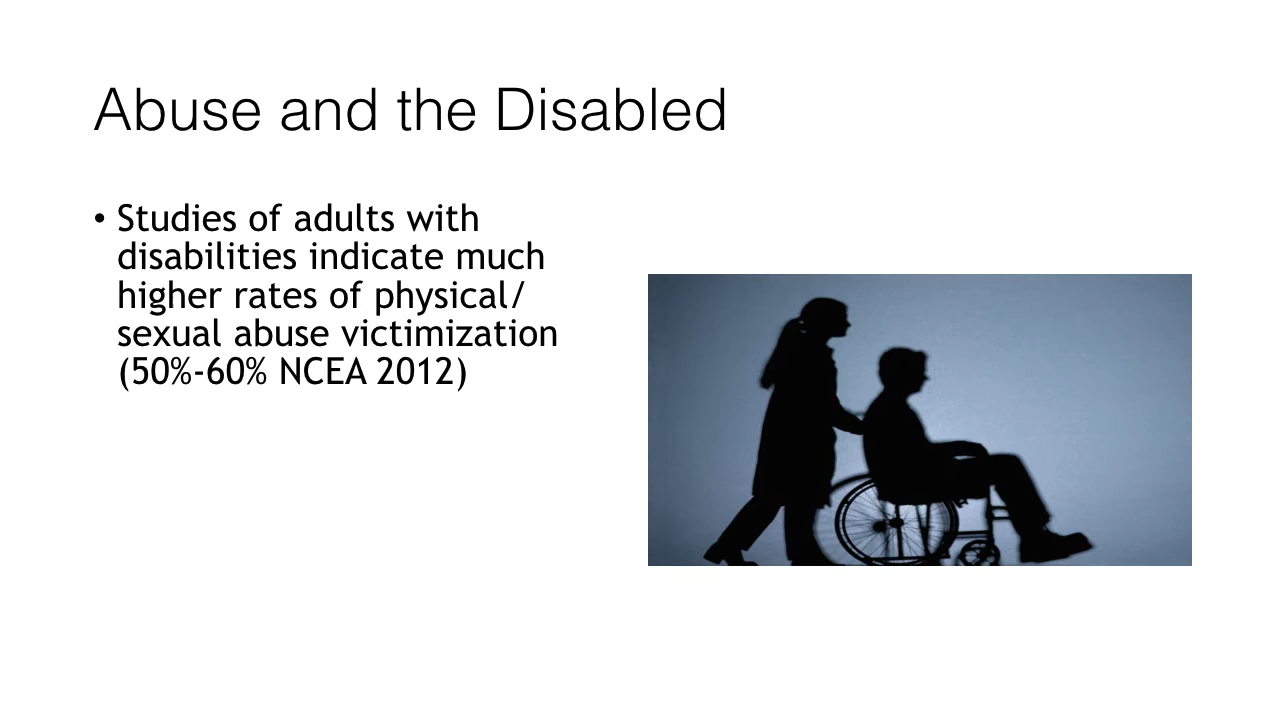 Abuse and the Disabled
• Studies of adults with
disabilities indicate much
higher rates of physical/
sexual abuse victimization
(50%-60% NCEA 2012)